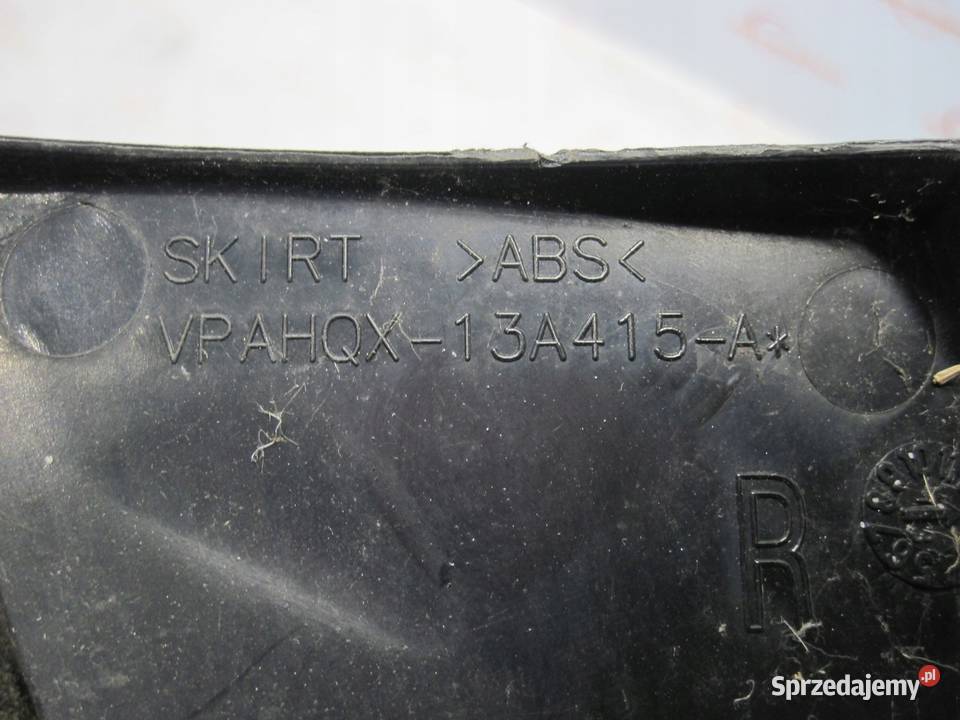 SKIRT >ABS<
VPAHQX-13A415-A*
R
Sprzedajemy.pl